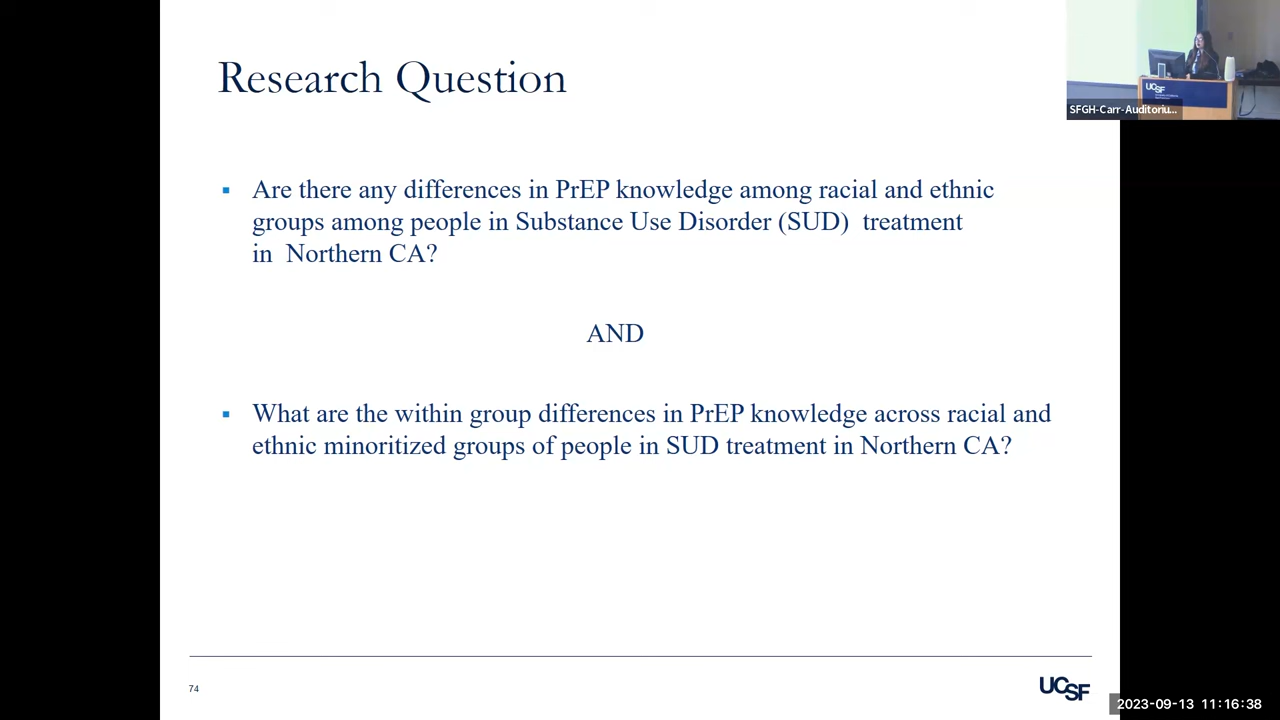 Research Question
Are there any differences in PrEP knowledge among racial and ethnic
groups among people in Substance Use Disorder (SUD) treatment
in Northern CA?
AND
What are the within group differences in PrEP knowledge across racial and
ethnic minoritized groups of people in SUD treatment in Northern CA?
74
UCSF
UCSF
SFGH-Carr-Auditoriu...
2023-09-13 11:16:38